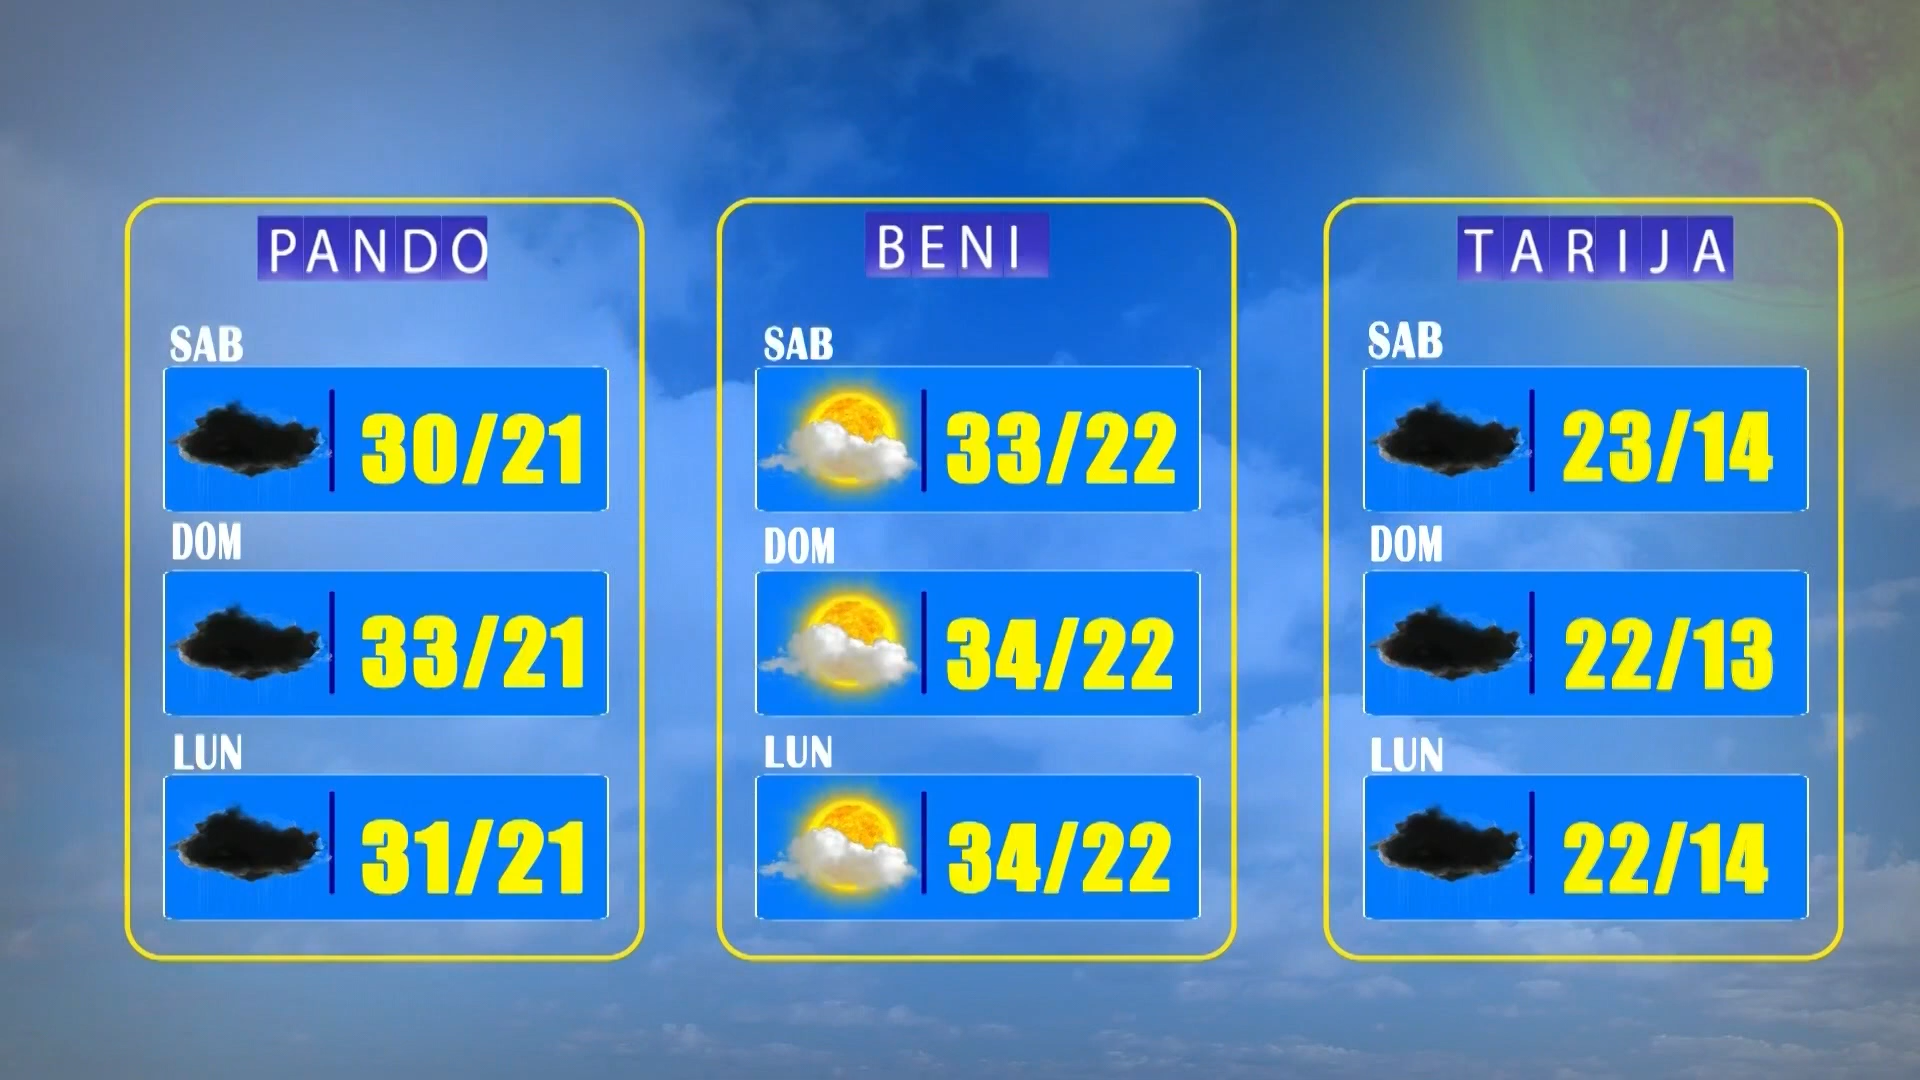 PANDO
SAB
30/21
DOM
33/21
LUN
31/21
BENI
SAB
33/22
DOM
34/22
LUN
34/22
TARIJA
SAB
23/14
DOM
22/13
LUN
22/14